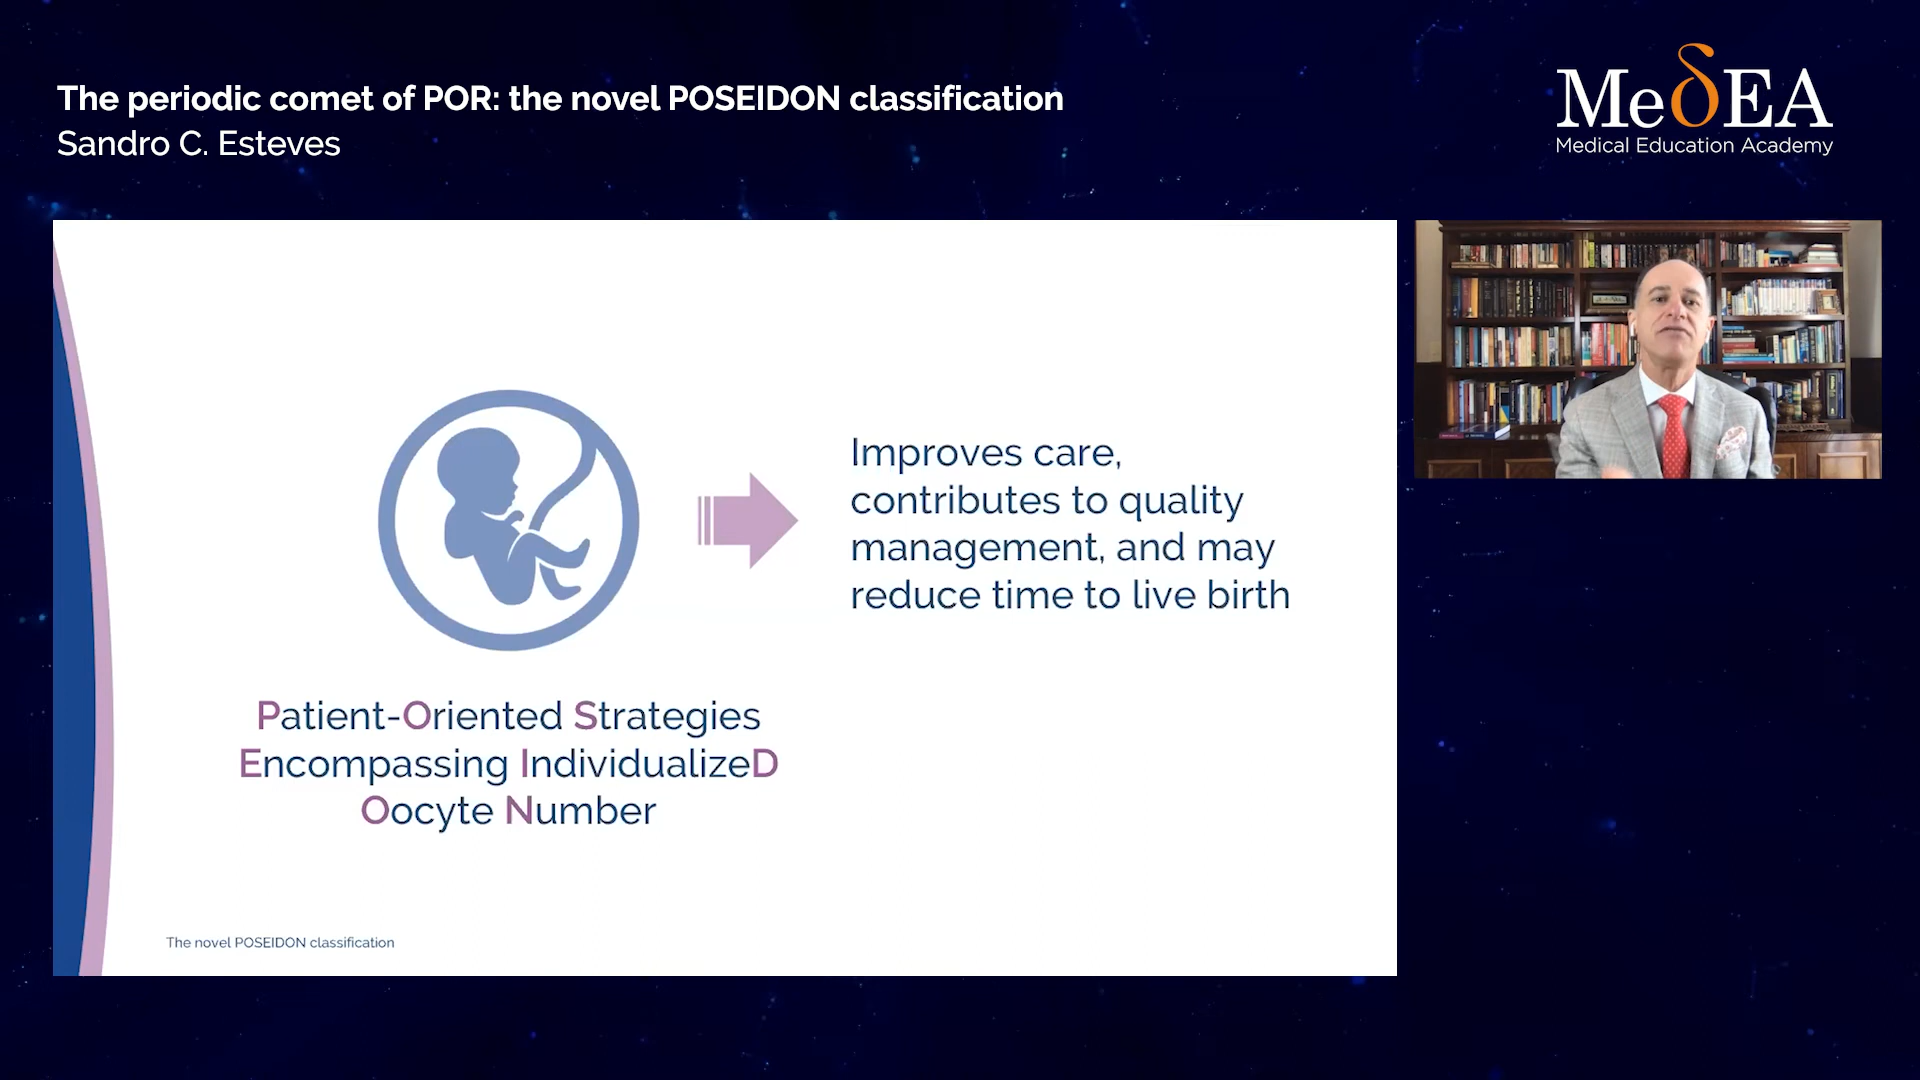 The periodic comet of POR: the novel POSEIDON classification
Sandro C. Esteves
MeδEA
Medical Education Academy
Improves care,
contributes to quality
management, and may
reduce time to live birth
Patient-Oriented Strategies
Encompassing IndividualizeD
Oocyte Number
The novel POSEIDON classification